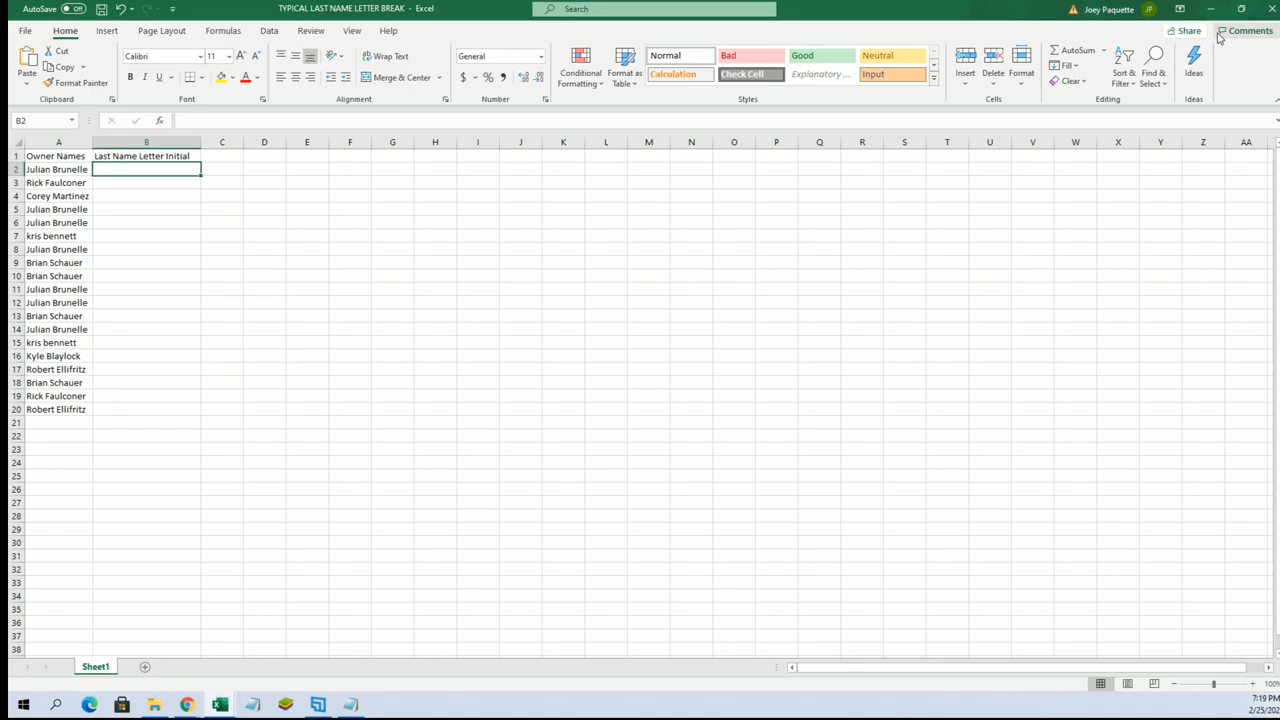 AutoSave Off TYPICAL LAST NAME LETTER BREAK - Excel Search Joey Paquette JP
File Home Insert Page Layout Formulas Data Review View Help Share Comments
Cut Calibri 11 A A Wrap Text General Normal Bad Good Neutral AutoSum
Copy Conditional Format as Insert Delete Format Fill Sort & Find & Ideas
Paste Format Painter B I U A Merge & Center $ % Formatting Table Calculation Check Cell Explanatory ... Input Clear Filter Select
Clipboard Font Alignment Number Styles Cells Editing Ideas
B2 fx
A B C D E F G H I J K L M N O P Q R S T U V W X Y Z AA
1 Owner Names Last Name Letter Initial
2 Julian Brunelle
3 Rick Faulconer
4 Corey Martinez
5 Julian Brunelle
6 Julian Brunelle
7 kris bennett
8 Julian Brunelle
9 Brian Schauer
10 Brian Schauer
11 Julian Brunelle
12 Julian Brunelle
13 Brian Schauer
14 Julian Brunelle
15 kris bennett
16 Kyle Blaylock
17 Robert Ellifritz
18 Brian Schauer
19 Rick Faulconer
20 Robert Ellifritz
21
22
23
24
25
26
27
28
29
30
31
32
33
34
35
36
37
38
Sheet1
100%
7:19 PM
2/25/202